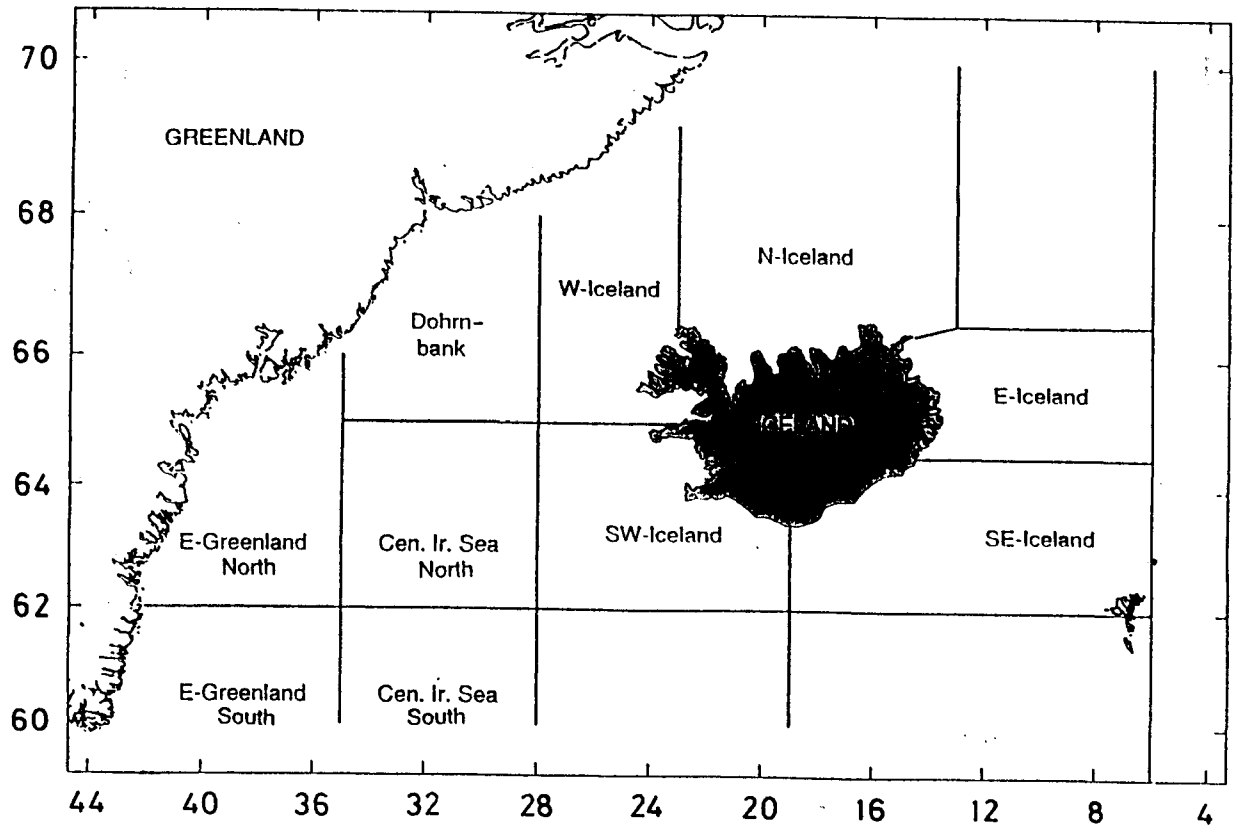 70
GREENLAND
68
N-Iceland
W-Iceland
Dohrn-
bank
66
E-Iceland
ICELAND
64
E-Greenland
North
Cen. Ir. Sea
North
SW-Iceland
SE-Iceland
62
E-Greenland
South
Cen. Ir. Sea
South
60
44 40 36 32 28 24 20 16 12 8 4